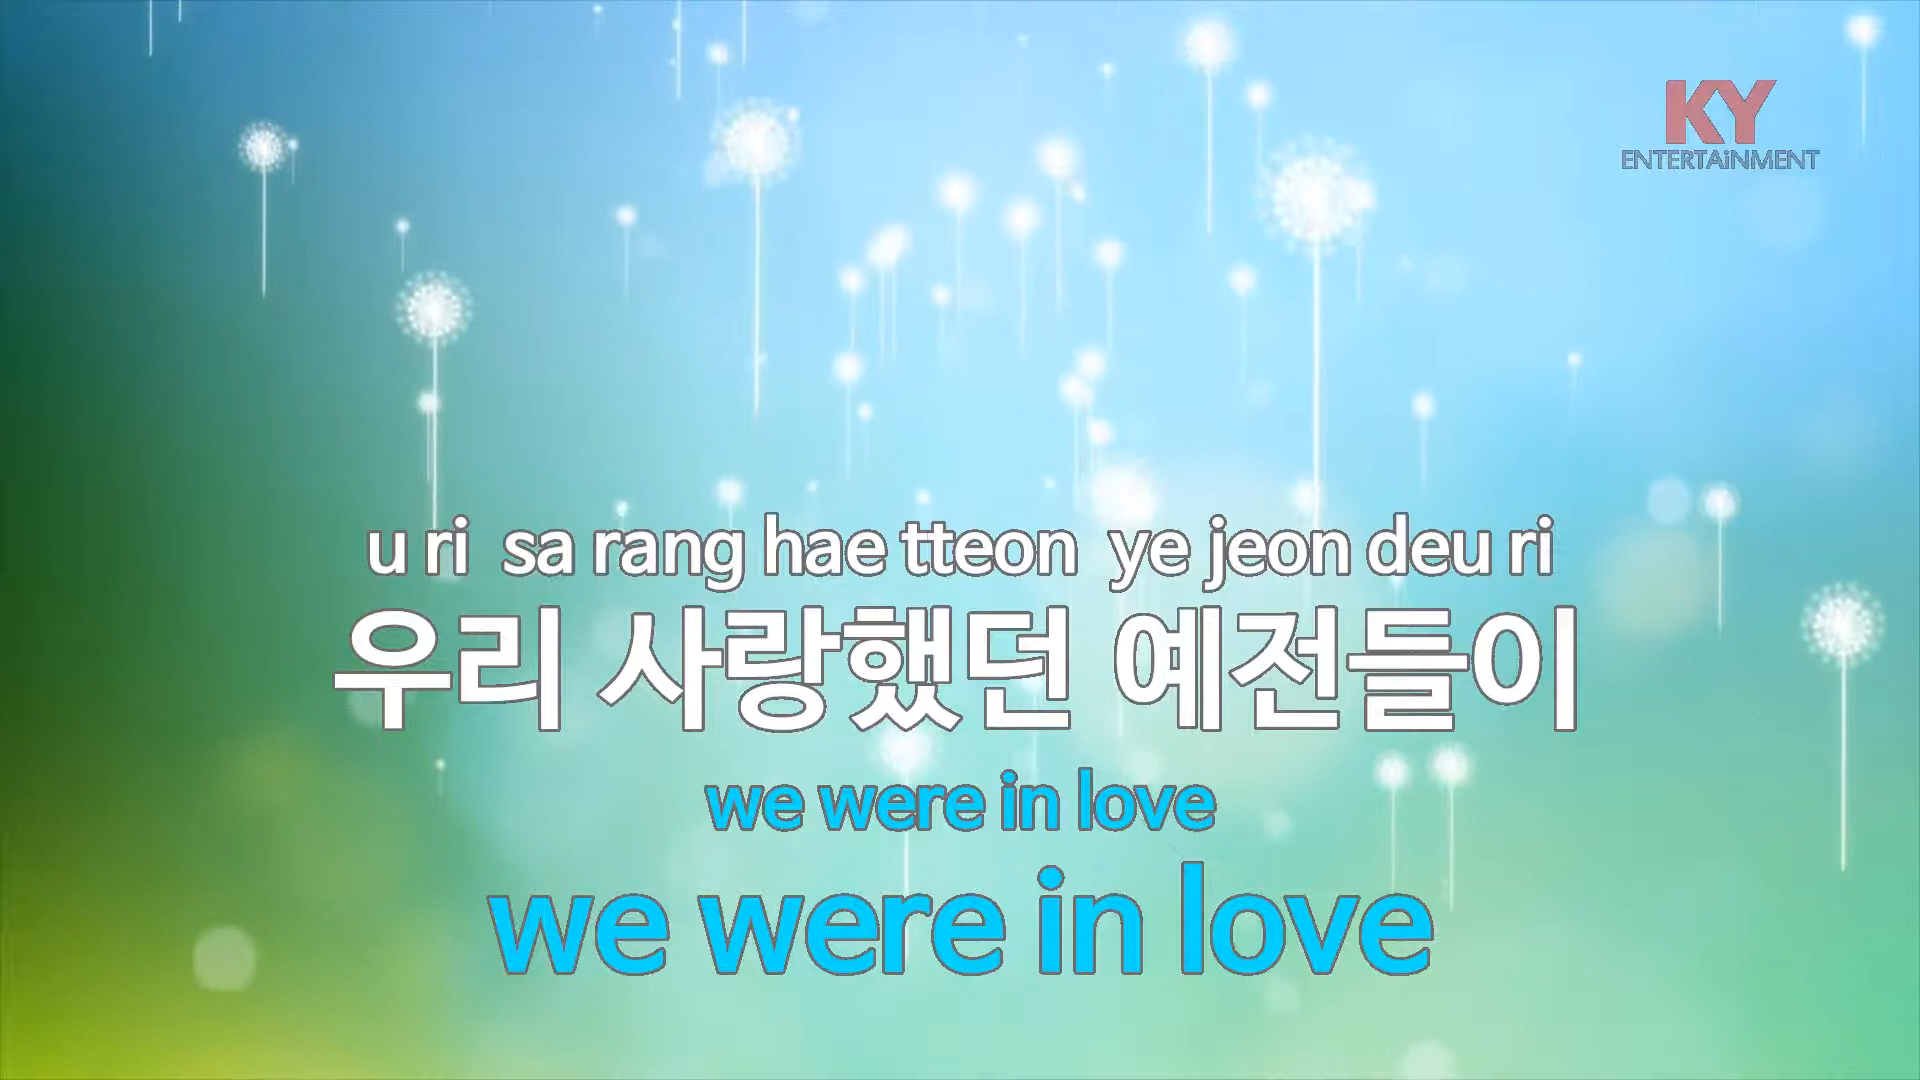 KY
ENTERTAiNMENT
u ri sa rang hae tteon ye jeon deu ri
우리 사랑했던 예전들이
we were in love
we were in love